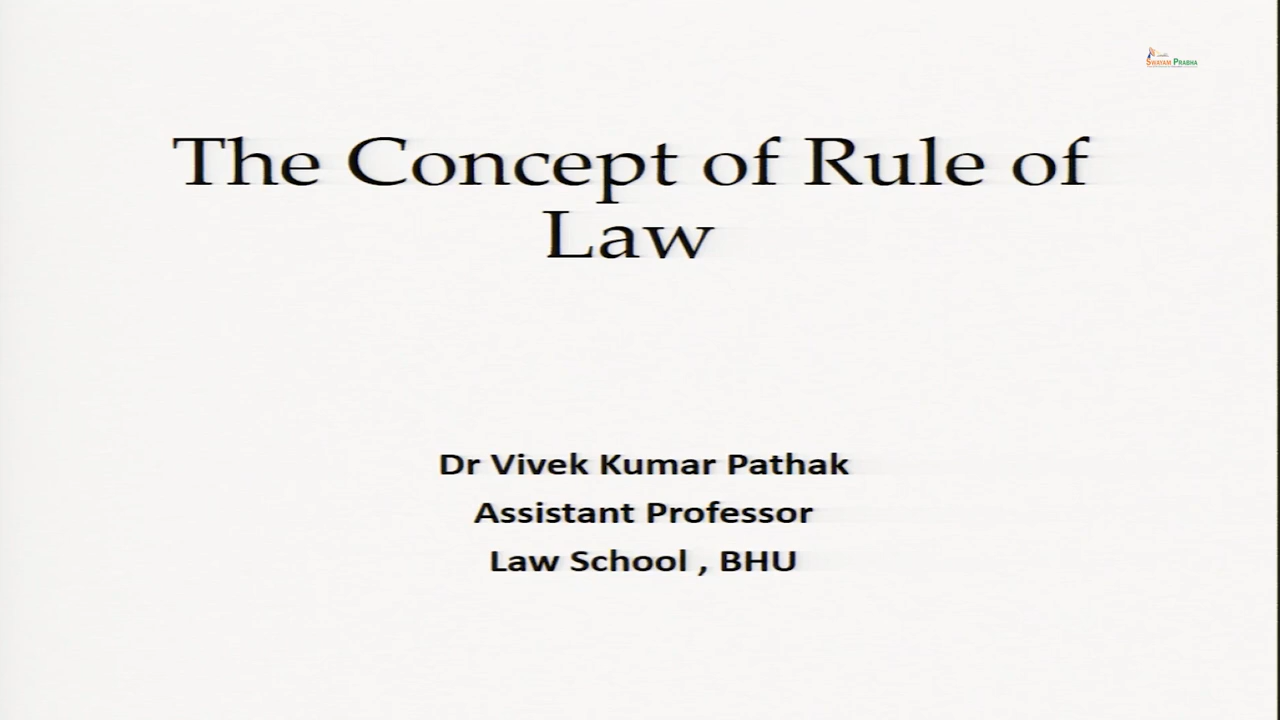 SWAYAM PRABHA
The Concept of Rule of
Law
Dr Vivek Kumar Pathak
Assistant Professor
Law School , BHU